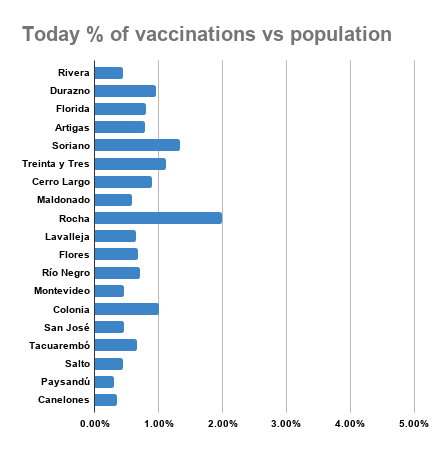 Today % of vaccinations vs population
Rivera
Durazno
Florida
Artigas
Soriano
Treinta y Tres
Cerro Largo
Maldonado
Rocha
Lavalleja
Flores
Río Negro
Montevideo
Colonia
San José
Tacuarembó
Salto
Paysandú
Canelones
0.00% 1.00% 2.00% 3.00% 4.00% 5.00%